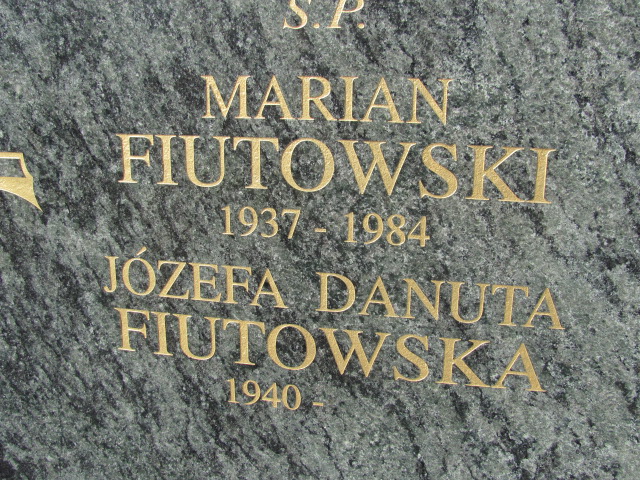 Ś.P.
MARIAN
FIUTOWSKI
1937 - 1984
JÓZEFA DANUTA
FIUTOWSKA
1940 -